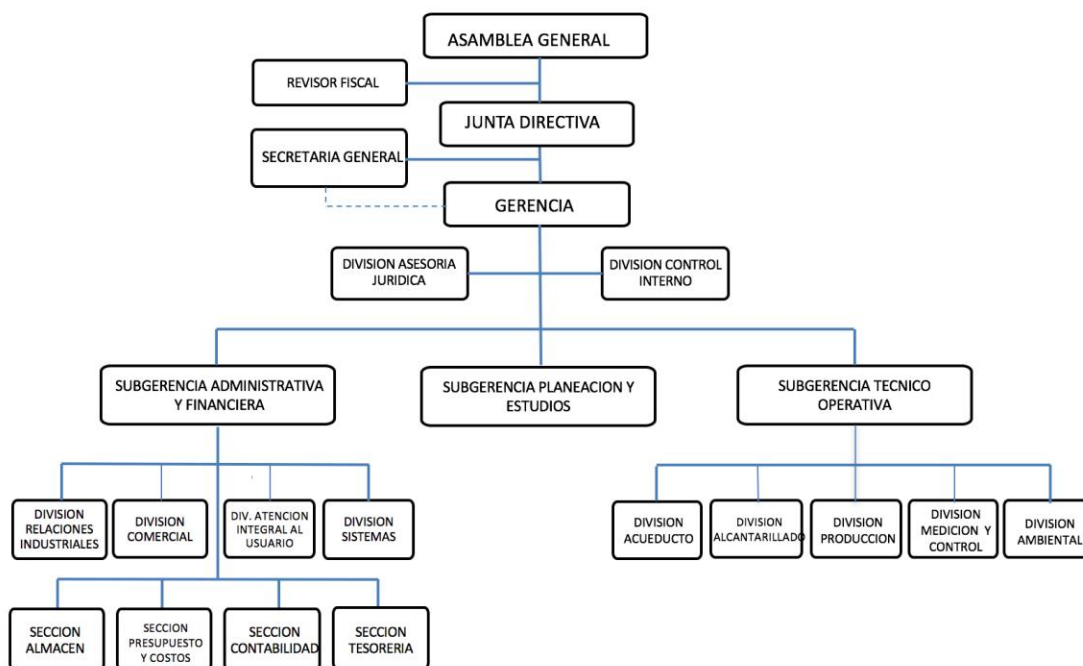 ASAMBLEA GENERAL
REVISOR FISCAL
JUNTA DIRECTIVA
SECRETARIA GENERAL
GERENCIA
DIVISION ASESORIA
JURIDICA
DIVISION CONTROL
INTERNO
SUBGERENCIA ADMINISTRATIVA
Y FINANCIERA
SUBGERENCIA PLANEACION Y
ESTUDIOS
SUBGERENCIA TECNICO
OPERATIVA
DIVISION
RELACIONES
INDUSTRIALES
DIVISION
COMERCIAL
DIV. ATENCION
INTEGRAL AL
USUARIO
DIVISION
SISTEMAS
DIVISION
ACUEDUCTO
DIVISION
ALCANTARILLADO
DIVISION
PRODUCCION
DIVISION
MEDICION Y
CONTROL
DIVISION
AMBIENTAL
SECCION
ALMACEN
SECCION
PRESUPUESTO
Y COSTOS
SECCION
CONTABILIDAD
SECCION
TESORERIA